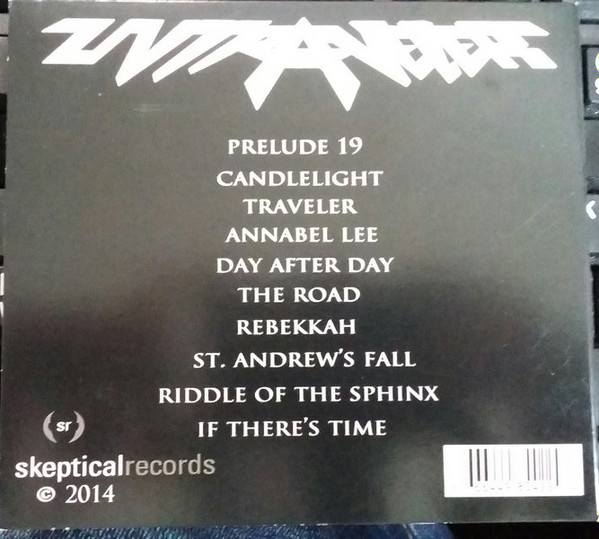 PRELUDE 19
CANDLELIGHT
TRAVELER
ANNABEL LEE
DAY AFTER DAY
THE ROAD
REBEKKAH
ST. ANDREW'S FALL
RIDDLE OF THE SPHINX
IF THERE'S TIME
(sr)
skepticalrecords
© 2014